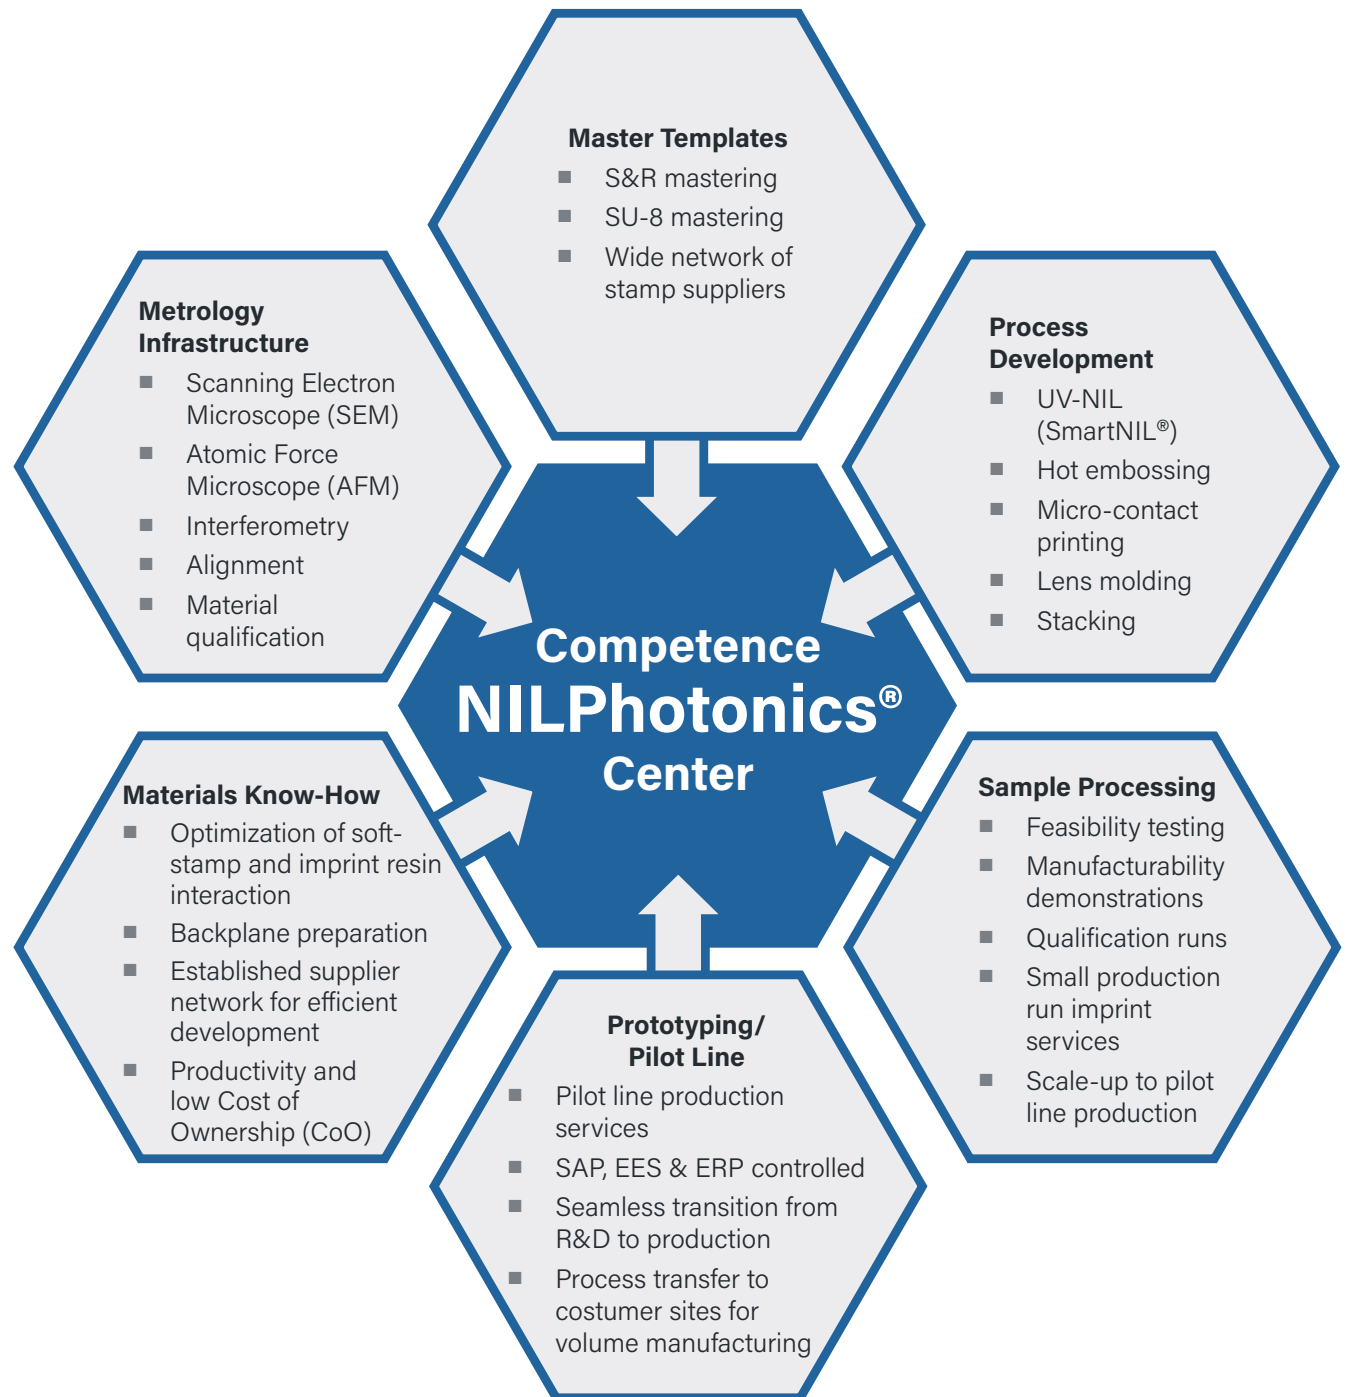 Master Templates
■ S&R mastering
■ SU-8 mastering
■ Wide network of
stamp suppliers
Metrology
Infrastructure
■ Scanning Electron
Microscope (SEM)
■ Atomic Force
Microscope (AFM)
■ Interferometry
■ Alignment
■ Material
qualification
Process
Development
■ UV-NIL
(SmartNIL®)
■ Hot embossing
■ Micro-contact
printing
■ Lens molding
■ Stacking
Competence
NILPhotonics®
Center
Materials Know-How
■ Optimization of soft-
stamp and imprint resin
interaction
■ Backplane preparation
■ Established supplier
network for efficient
development
■ Productivity and
low Cost of
Ownership (CoO)
Sample Processing
■ Feasibility testing
■ Manufacturability
demonstrations
■ Qualification runs
■ Small production
run imprint
services
■ Scale-up to pilot
line production
Prototyping/
Pilot Line
■ Pilot line production
services
■ SAP, EES & ERP controlled
■ Seamless transition from
R&D to production
■ Process transfer to
costumer sites for
volume manufacturing